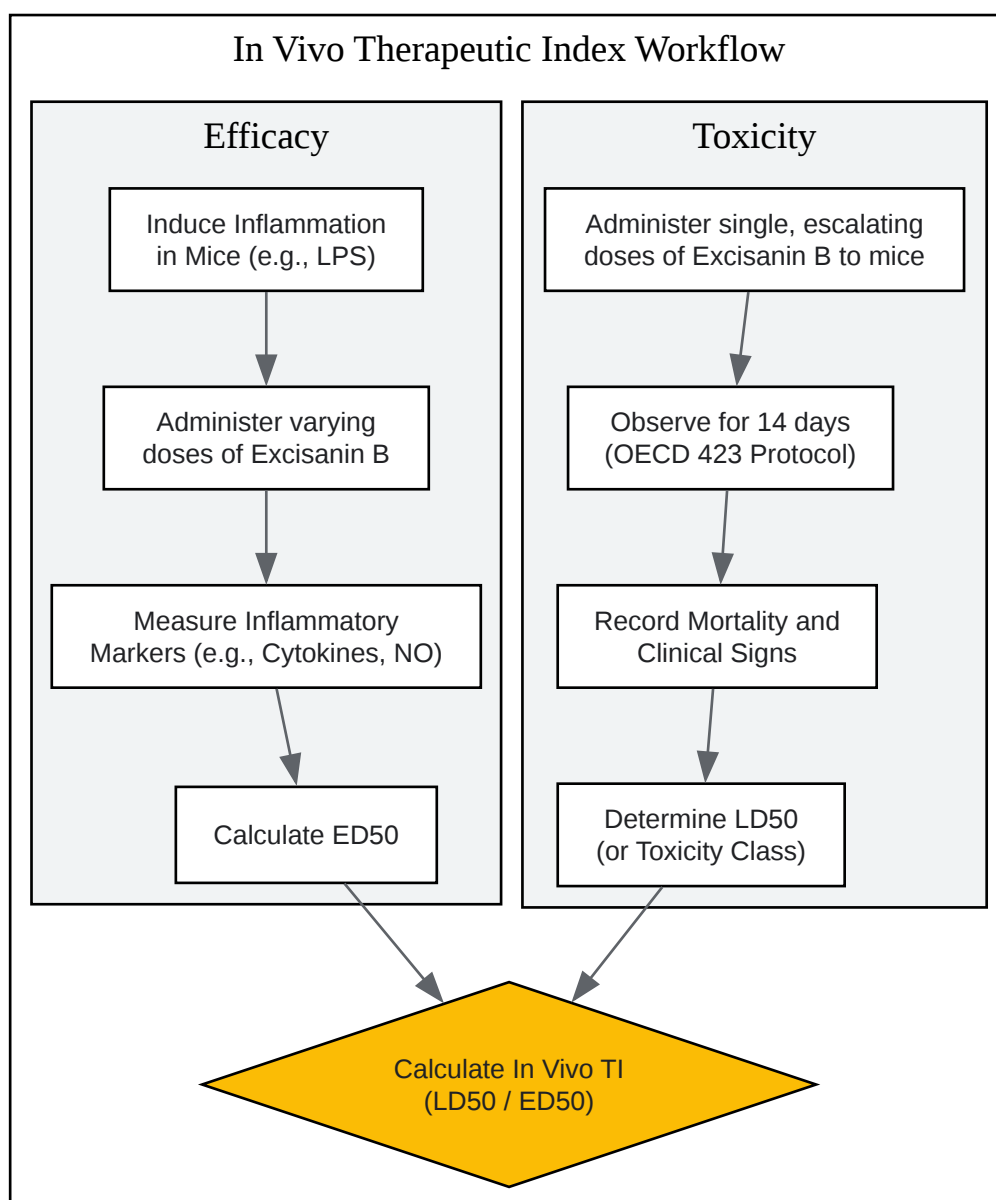 In Vivo Therapeutic Index Workflow
Efficacy
Induce Inflammation
in Mice (e.g., LPS)
Administer varying
doses of Excisanin B
Measure Inflammatory
Markers (e.g., Cytokines, NO)
Calculate ED50
Toxicity
Administer single, escalating
doses of Excisanin B to mice
Observe for 14 days
(OECD 423 Protocol)
Record Mortality and
Clinical Signs
Determine LD50
(or Toxicity Class)
Calculate In Vivo TI
(LD50 / ED50)